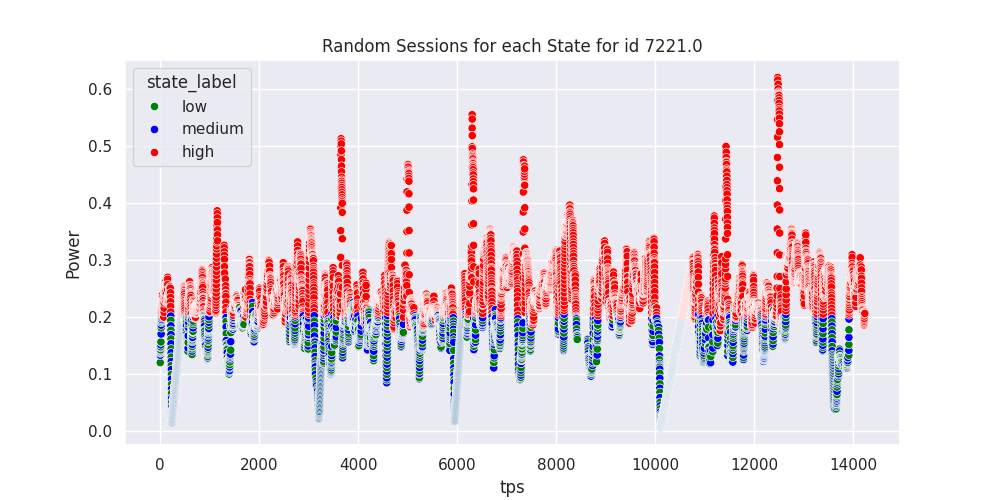 Random Sessions for each State for id 7221.0
state_label
low
medium
high
Power
0.6
0.5
0.4
0.3
0.2
0.1
0.0
0 2000 4000 6000 8000 10000 12000 14000
tps